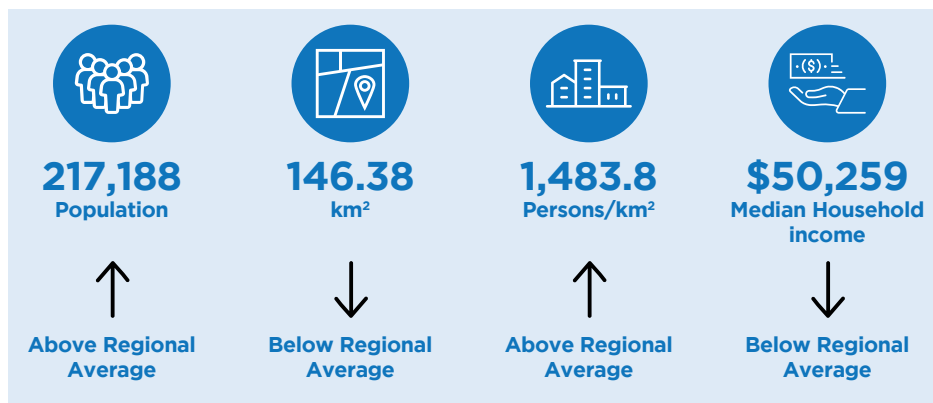 ($)
217,188
Population
Above Regional
Average
146.38
km²
Below Regional
Average
1,483.8
Persons/km²
Above Regional
Average
$50,259
Median Household
income
Below Regional
Average